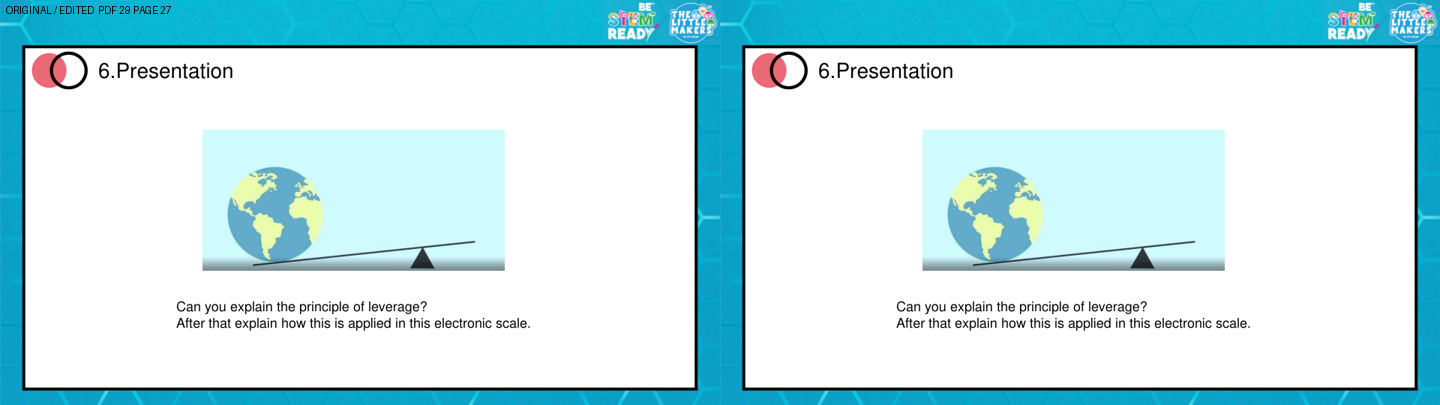 ORIGINAL / EDITED PDF 29 PAGE 27
BE
STEM
READY
THE
LITTLE
MAKERS
6.Presentation
Can you explain the principle of leverage?
After that explain how this is applied in this electronic scale.
BE
STEM
READY
THE
LITTLE
MAKERS
6.Presentation
Can you explain the principle of leverage?
After that explain how this is applied in this electronic scale.